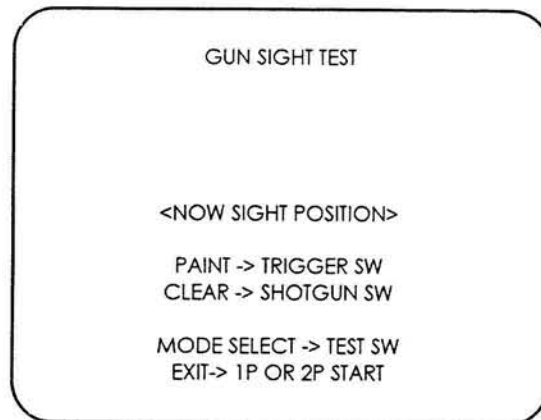 GUN SIGHT TEST
<NOW SIGHT POSITION>
PAINT -> TRIGGER SW
CLEAR -> SHOTGUN SW
MODE SELECT -> TEST SW
EXIT-> 1P OR 2P START